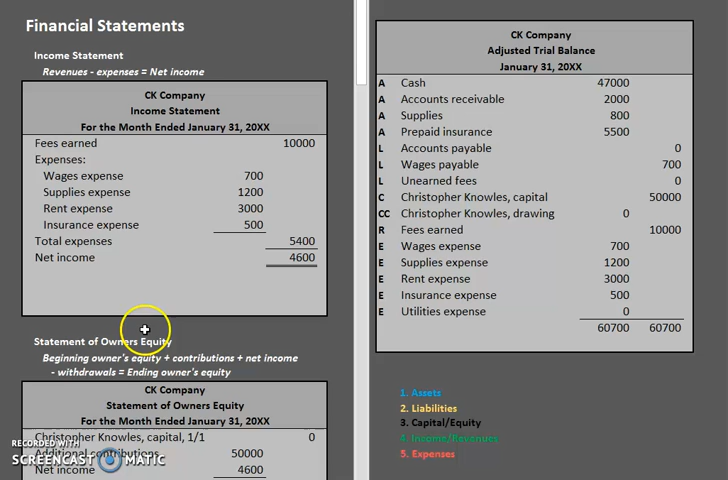 Financial Statements
Income Statement
Revenues - expenses = Net income
CK Company
Income Statement
For the Month Ended January 31, 20XX
Fees earned 10000
Expenses:
Wages expense 700
Supplies expense 1200
Rent expense 3000
Insurance expense 500
Total expenses 5400
Net income 4600
Statement of Owners Equity
Beginning owner's equity + contributions + net income
- withdrawals = Ending owner's equity
CK Company
Statement of Owners Equity
For the Month Ended January 31, 20XX
Christopher Knowles, capital, 1/1 0
Additional contributions 50000
Net income 4600
RECORDED WITH
SCREENCAST MATIC
CK Company
Adjusted Trial Balance
January 31, 20XX
A Cash 47000
A Accounts receivable 2000
A Supplies 800
A Prepaid insurance 5500
L Accounts payable 0
L Wages payable 700
L Unearned fees 0
C Christopher Knowles, capital 50000
CC Christopher Knowles, drawing 0
R Fees earned 10000
E Wages expense 700
E Supplies expense 1200
E Rent expense 3000
E Insurance expense 500
E Utilities expense 0
60700 60700
1. Assets
2. Liabilities
3. Capital/Equity
4. Income/Revenues
5. Expenses